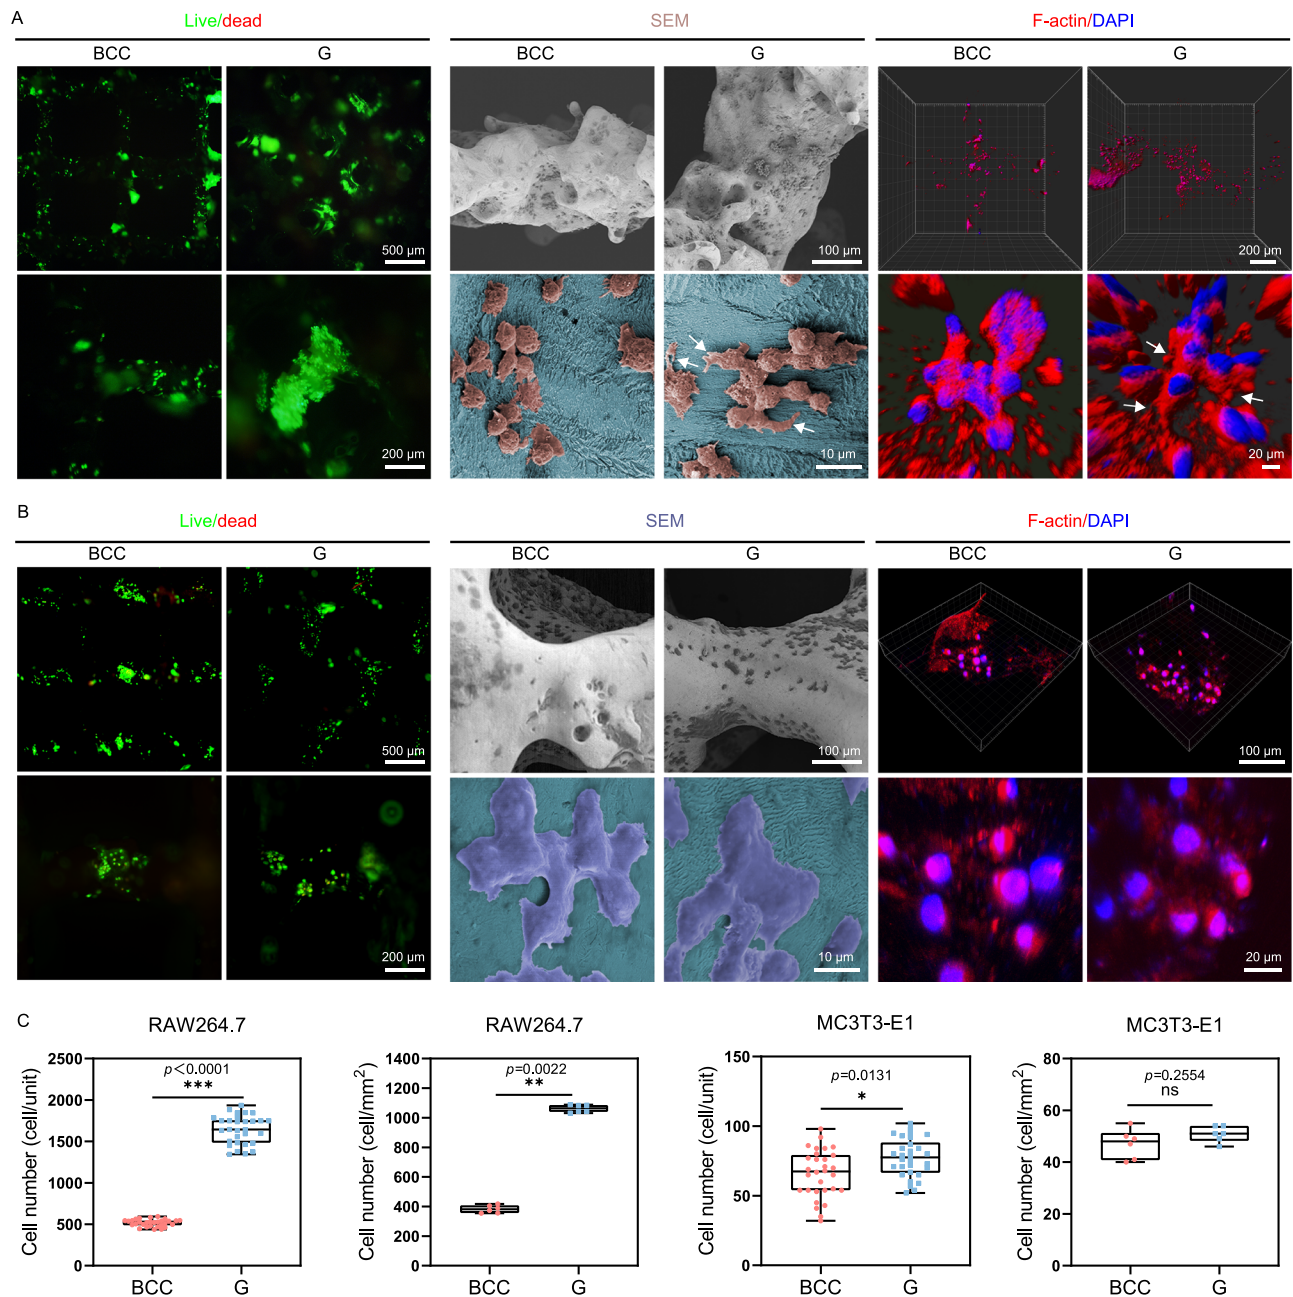 A
Live/dead
SEM
F-actin/DAPI
BCC
G
BCC
G
BCC
G
500 µm
100 µm
200 µm
200 µm
10 µm
20 µm
B
Live/dead
SEM
F-actin/DAPI
BCC
G
BCC
G
BCC
G
500 µm
100 µm
100 µm
200 µm
10 µm
20 µm
C
RAW264.7
Cell number (cell/unit)
2500
2000
1500
1000
500
0
p<0.0001
***
BCC
G
RAW264.7
Cell number (cell/mm²)
1400
1200
1000
800
600
400
200
0
p=0.0022
**
BCC
G
MC3T3-E1
Cell number (cell/unit)
150
100
50
0
p=0.0131
*
BCC
G
MC3T3-E1
Cell number (cell/mm²)
80
60
40
20
0
p=0.2554
ns
BCC
G